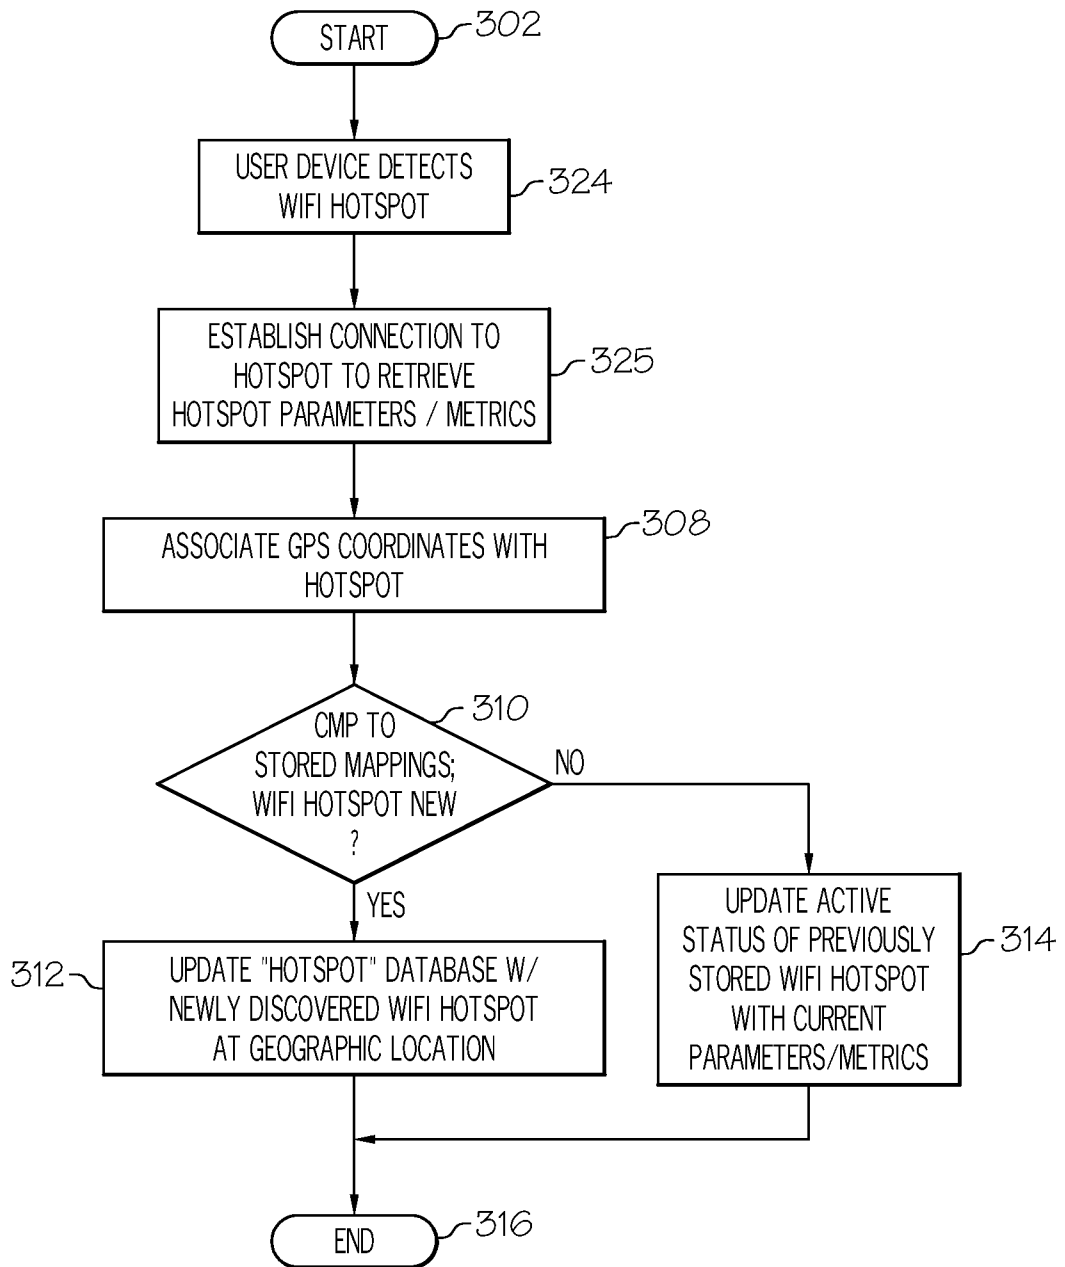 START
302
USER DEVICE DETECTS
WIFI HOTSPOT
324
ESTABLISH CONNECTION TO
HOTSPOT TO RETRIEVE
HOTSPOT PARAMETERS / METRICS
325
ASSOCIATE GPS COORDINATES WITH
HOTSPOT
308
CMP TO
STORED MAPPINGS;
WIFI HOTSPOT NEW
?
310
NO
YES
312
UPDATE "HOTSPOT" DATABASE W/
NEWLY DISCOVERED WIFI HOTSPOT
AT GEOGRAPHIC LOCATION
UPDATE ACTIVE
STATUS OF PREVIOUSLY
STORED WIFI HOTSPOT
WITH CURRENT
PARAMETERS/METRICS
314
END
316